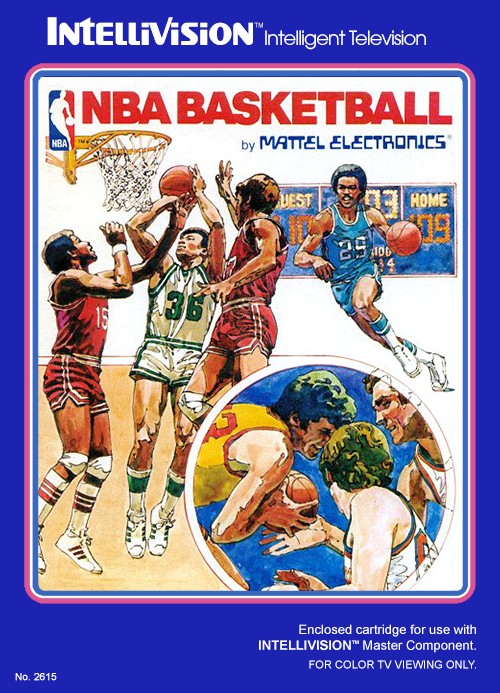 INTELLIVISION™ Intelligent Television
NBA BASKETBALL
NBA
by MATTEL ELECTRONICS®
HOME
109
29
36
15
Enclosed cartridge for use with
INTELLIVISION™ Master Component.
FOR COLOR TV VIEWING ONLY.
No. 2615